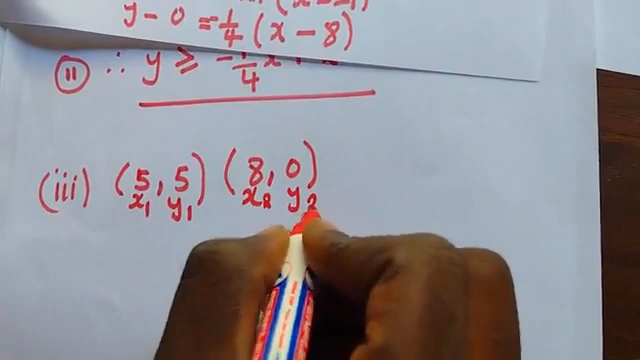 y - 0 = 1/4 (x - 8)
(ii) ∴ y ≥ -1/4 x +
(iii) (5, 5) (8, 0)
x₁ y₁ x₂ y₂